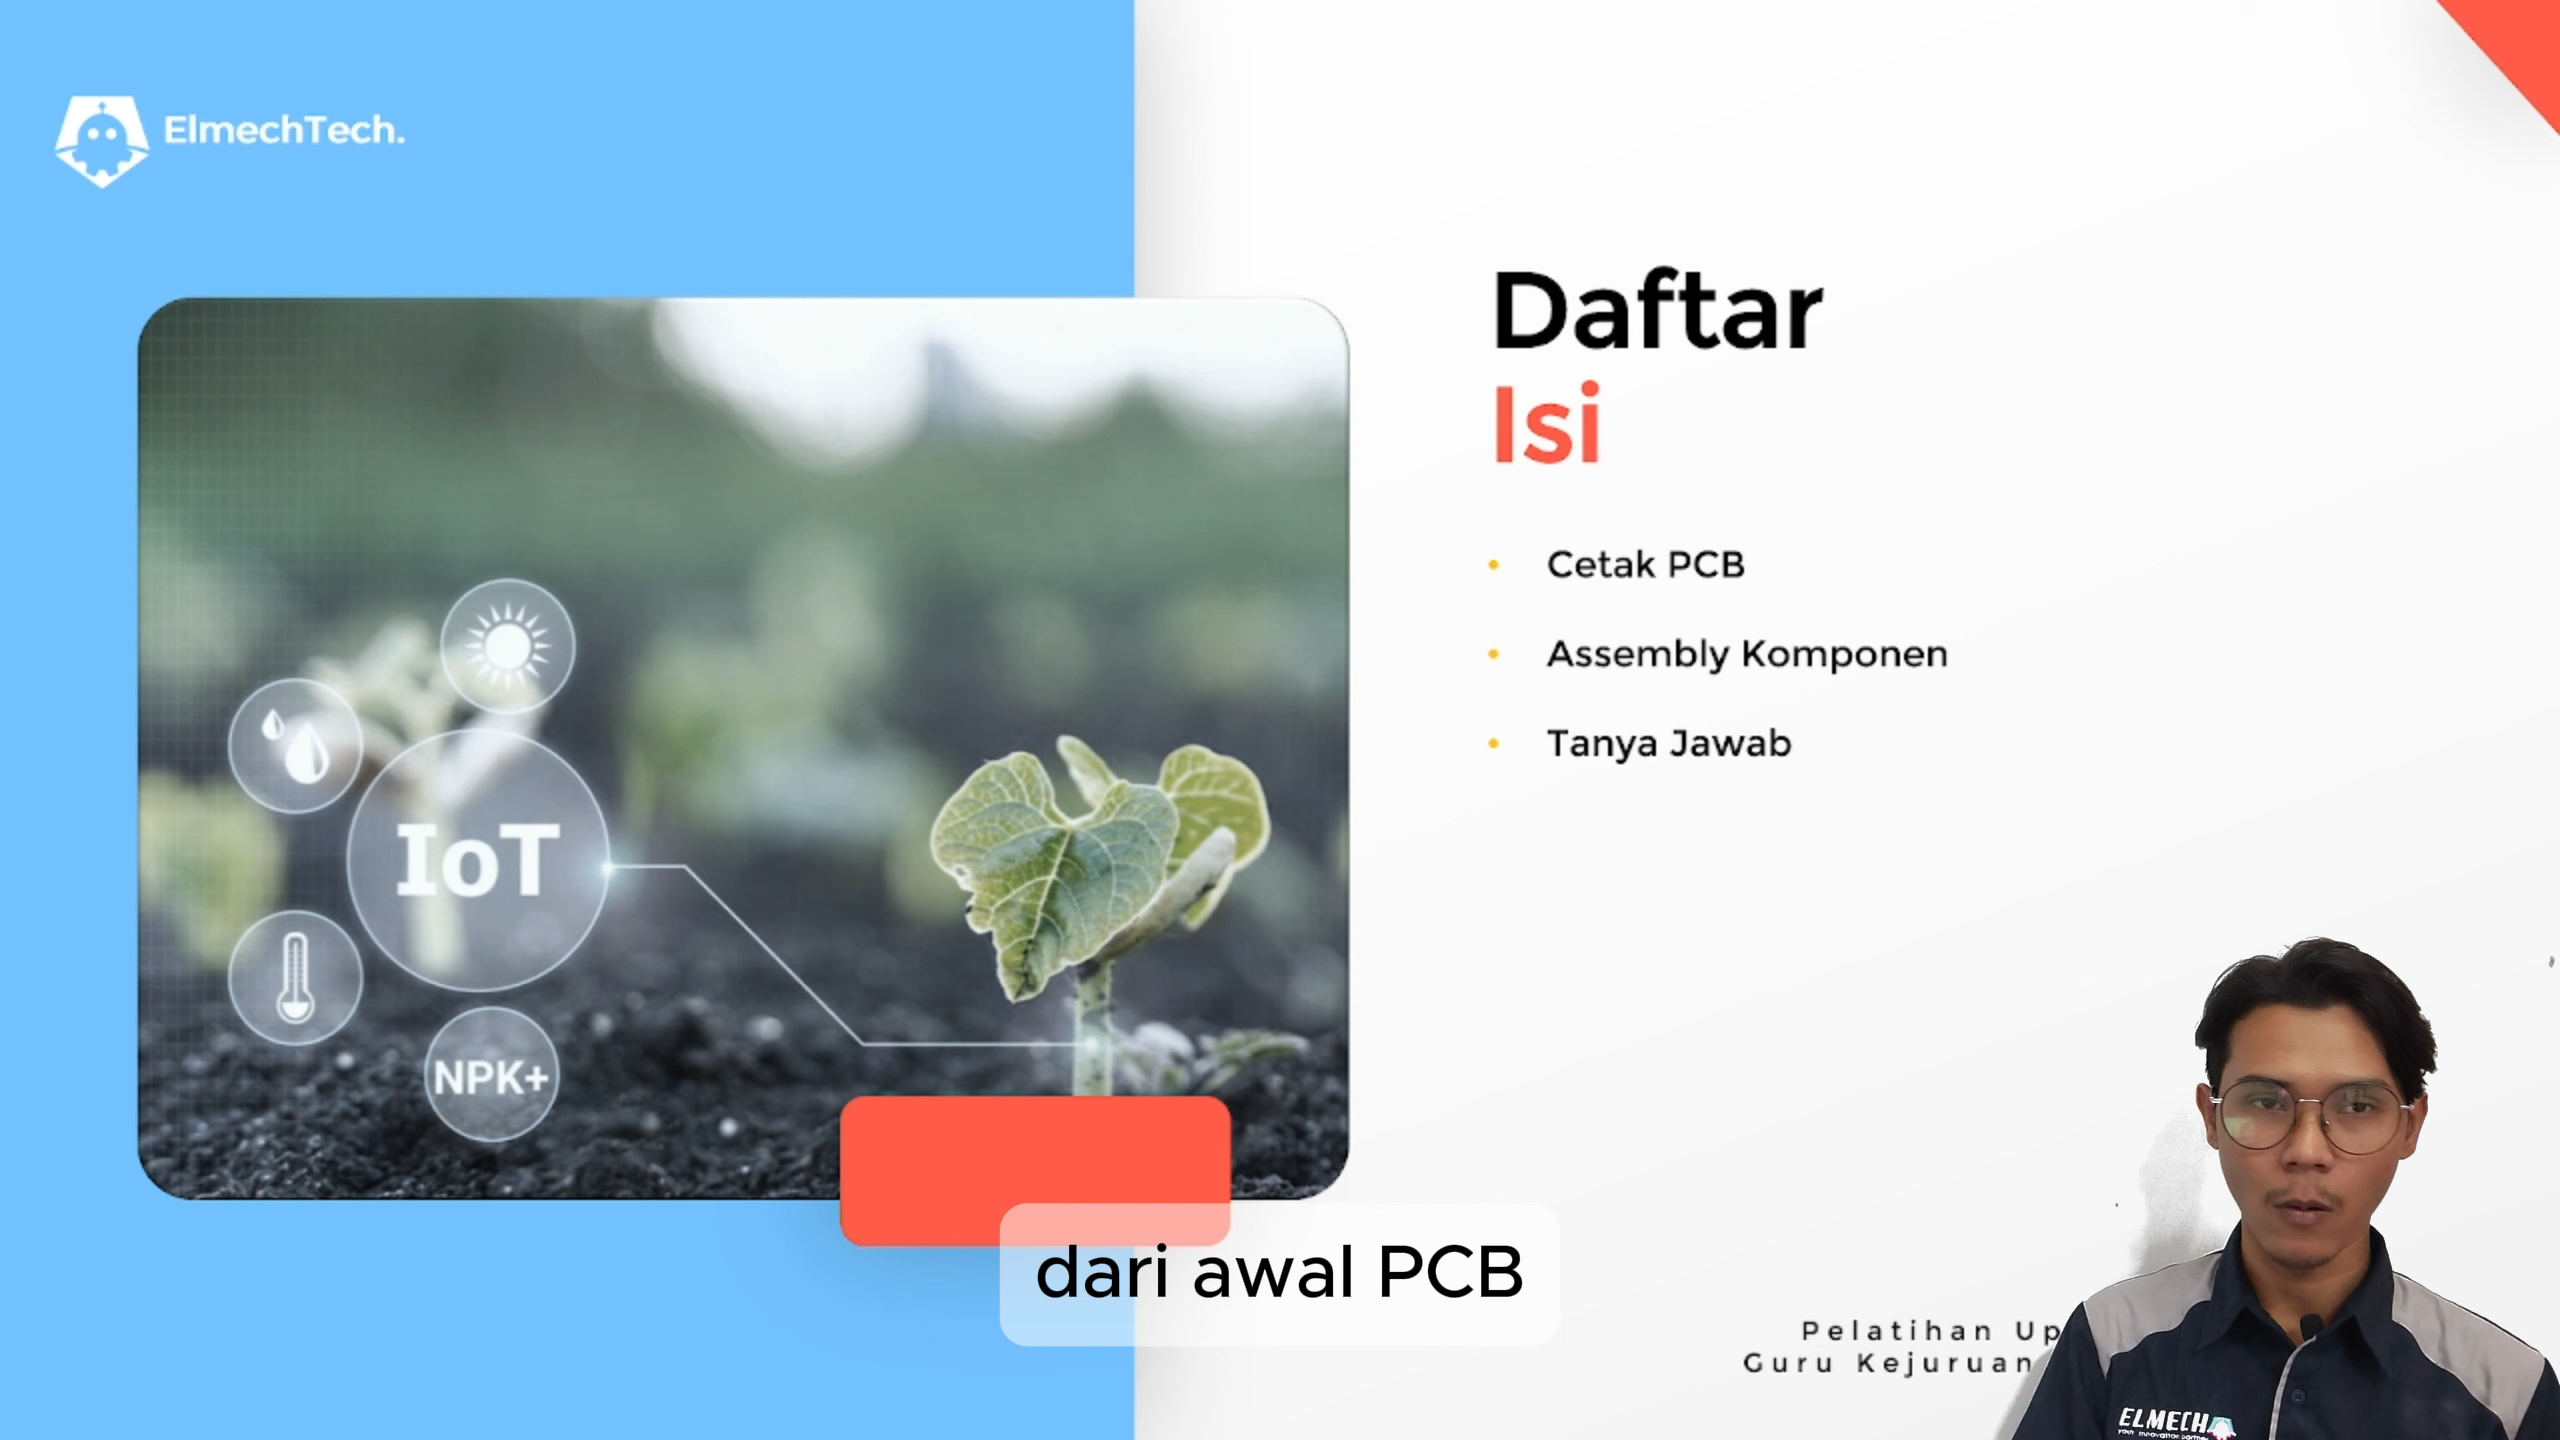 ElmechTech.
Daftar
Isi
Cetak PCB
Assembly Komponen
Tanya Jawab
IoT
NPK+
dari awal PCB
Pelatihan Up
Guru Kejuruan
ELMECH